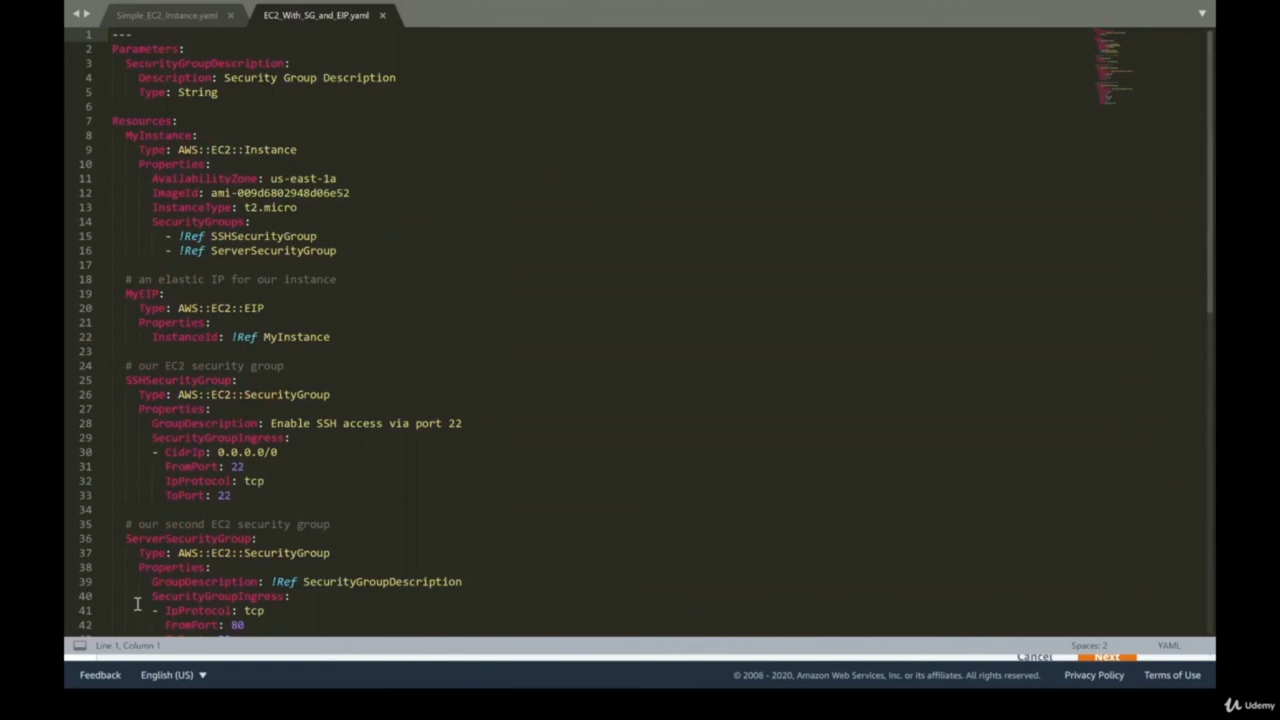 Simple_EC2_Instance.yaml ×
EC2_With_SG_and_EIP.yaml ×
1 ---
2 Parameters:
3 SecurityGroupDescription:
4 Description: Security Group Description
5 Type: String
6
7 Resources:
8 MyInstance:
9 Type: AWS::EC2::Instance
10 Properties:
11 AvailabilityZone: us-east-1a
12 ImageId: ami-009d6802948d06e52
13 InstanceType: t2.micro
14 SecurityGroups:
15 - !Ref SSHSecurityGroup
16 - !Ref ServerSecurityGroup
17
18 # an elastic IP for our instance
19 MyEIP:
20 Type: AWS::EC2::EIP
21 Properties:
22 InstanceId: !Ref MyInstance
23
24 # our EC2 security group
25 SSHSecurityGroup:
26 Type: AWS::EC2::SecurityGroup
27 Properties:
28 GroupDescription: Enable SSH access via port 22
29 SecurityGroupIngress:
30 - CidrIp: 0.0.0.0/0
31 FromPort: 22
32 IpProtocol: tcp
33 ToPort: 22
34
35 # our second EC2 security group
36 ServerSecurityGroup:
37 Type: AWS::EC2::SecurityGroup
38 Properties:
39 GroupDescription: !Ref SecurityGroupDescription
40 SecurityGroupIngress:
41 - IpProtocol: tcp
42 FromPort: 80
Line 1, Column 1 Spaces: 2 YAML
Cancel Next
Feedback English (US) © 2008 - 2020, Amazon Web Services, Inc. or its affiliates. All rights reserved. Privacy Policy Terms of Use
Udemy